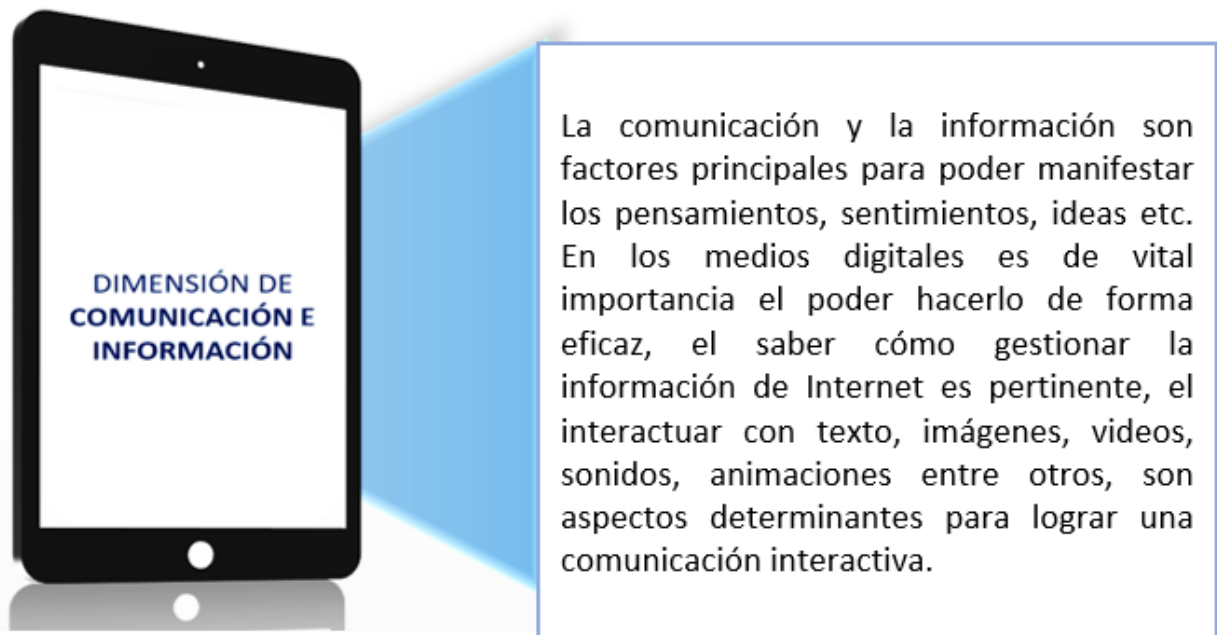 DIMENSIÓN DE
COMUNICACIÓN E
INFORMACIÓN
La comunicación y la información son
factores principales para poder manifestar
los pensamientos, sentimientos, ideas etc.
En los medios digitales es de vital
importancia el poder hacerlo de forma
eficaz, el saber cómo gestionar la
información de Internet es pertinente, el
interactuar con texto, imágenes, videos,
sonidos, animaciones entre otros, son
aspectos determinantes para lograr una
comunicación interactiva.